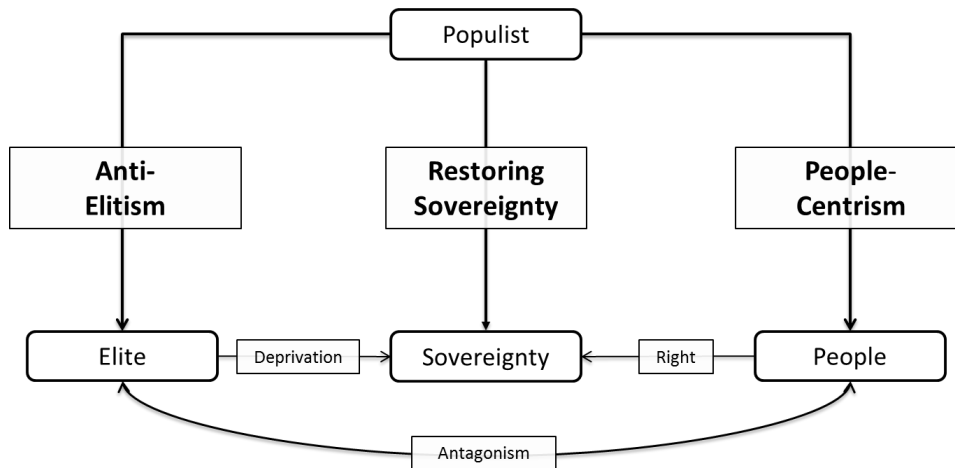 Populist
Anti-
Elitism
Restoring
Sovereignty
People-
Centrism
Elite
Deprivation
Sovereignty
Right
People
Antagonism